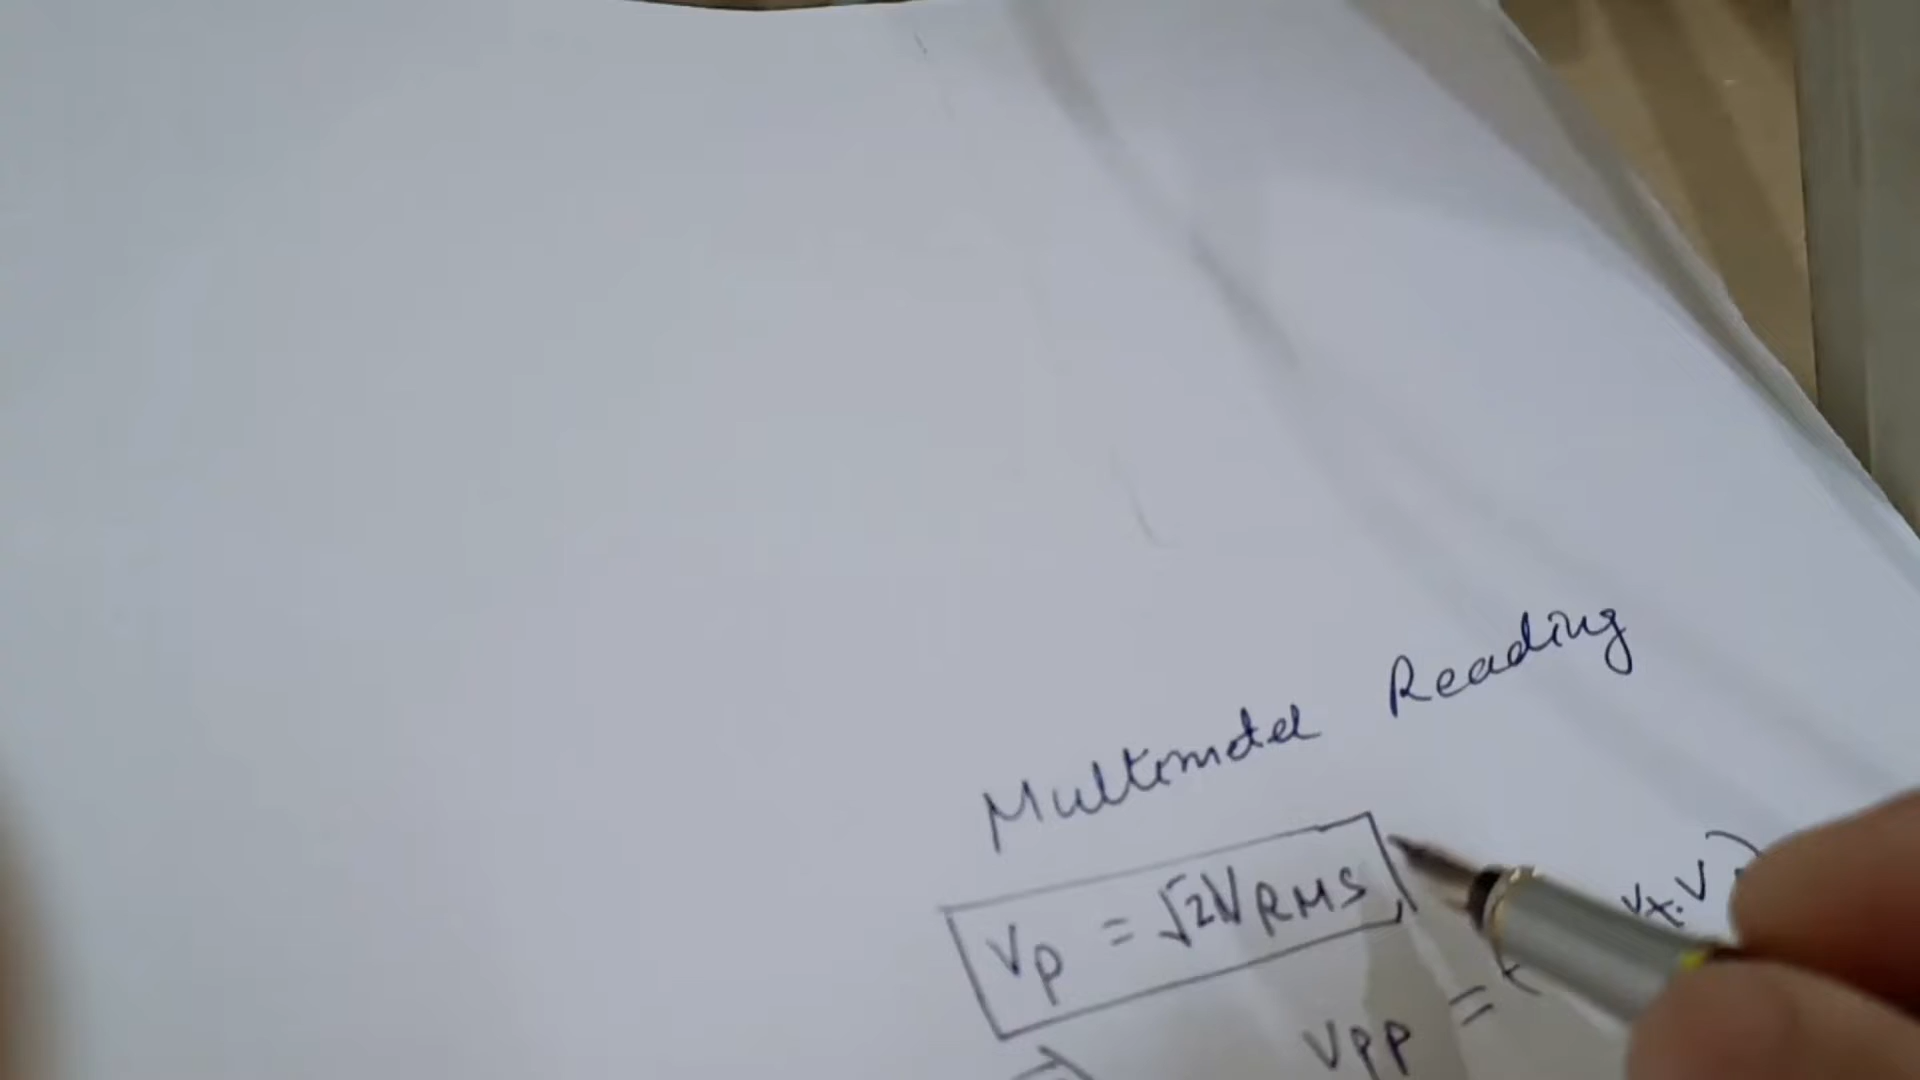 Multimeter Reading
Vp = √2VRMS
VPP = (